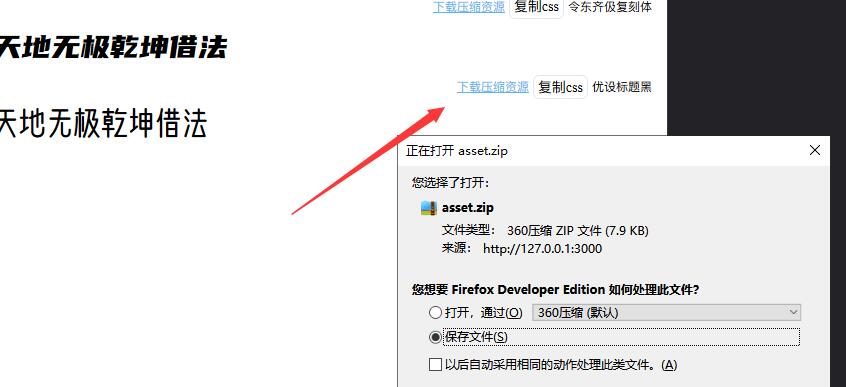 下载压缩资源 复制css 令东齐伋复刻体
天地无极乾坤借法
下载压缩资源 复制css 优设标题黑
天地无极乾坤借法
正在打开 asset.zip
您选择了打开：
asset.zip
文件类型： 360压缩 ZIP 文件 (7.9 KB)
来源： http://127.0.0.1:3000
您想要 Firefox Developer Edition 如何处理此文件？
打开，通过(O) 360压缩 (默认)
保存文件(S)
以后自动采用相同的动作处理此类文件。(A)